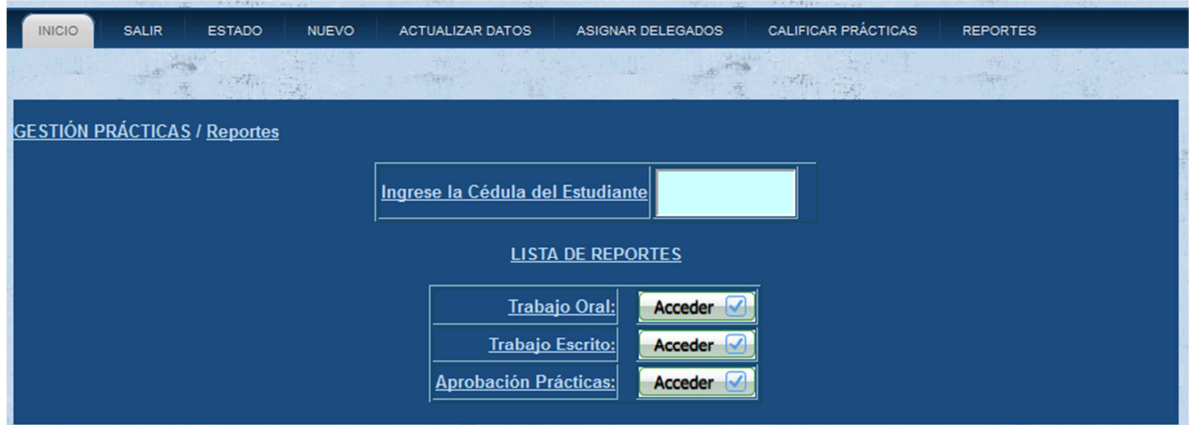 INICIO SALIR ESTADO NUEVO ACTUALIZAR DATOS ASIGNAR DELEGADOS CALIFICAR PRÁCTICAS REPORTES
GESTIÓN PRÁCTICAS / Reportes
Ingrese la Cédula del Estudiante
LISTA DE REPORTES
Trabajo Oral: Acceder
Trabajo Escrito: Acceder
Aprobación Prácticas: Acceder